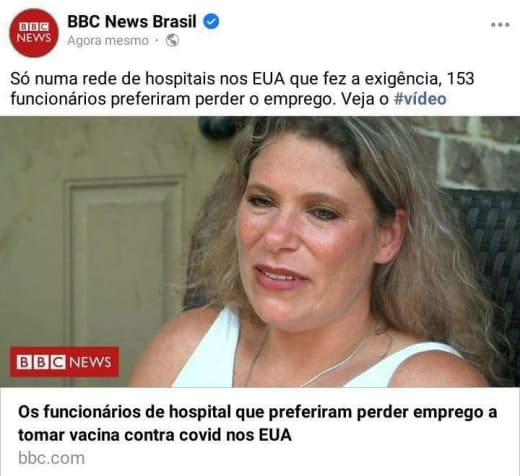 BBC
NEWS
BBC News Brasil
Agora mesmo ·
Só numa rede de hospitais nos EUA que fez a exigência, 153
funcionários preferiram perder o emprego. Veja o #vídeo
BBC NEWS
Os funcionários de hospital que preferiram perder emprego a
tomar vacina contra covid nos EUA
bbc.com